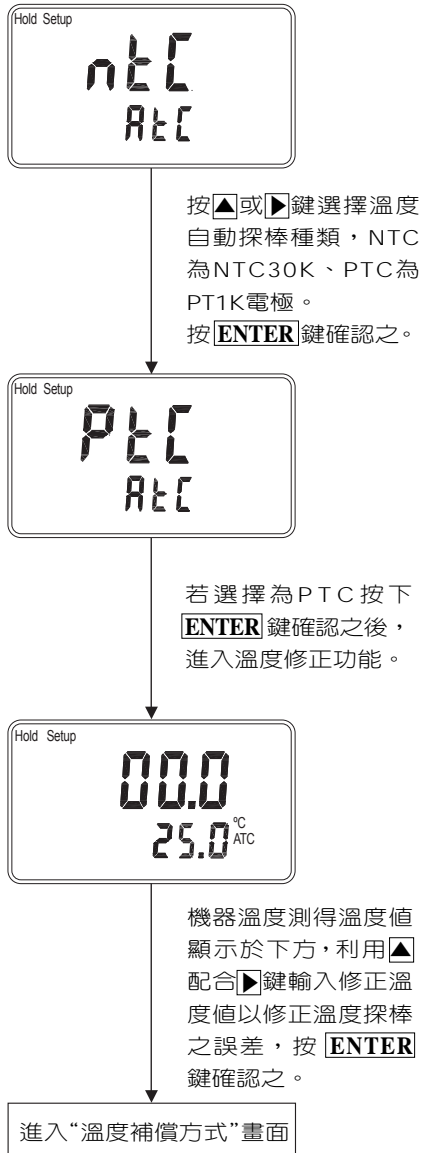 Hold Setup
ntC
AtC
按▲或▶鍵選擇溫度
自動探棒種類，NTC
為NTC30K、PTC為
PT1K電極。
按ENTER鍵確認之。
Hold Setup
PtC
AtC
若選擇為PTC按下
ENTER鍵確認之後，
進入溫度修正功能。
Hold Setup
00.0
25.0 °C ATC
機器溫度測得溫度值
顯示於下方，利用▲
配合▶鍵輸入修正溫
度值以修正溫度探棒
之誤差，按 ENTER
鍵確認之。
進入“溫度補償方式”畫面